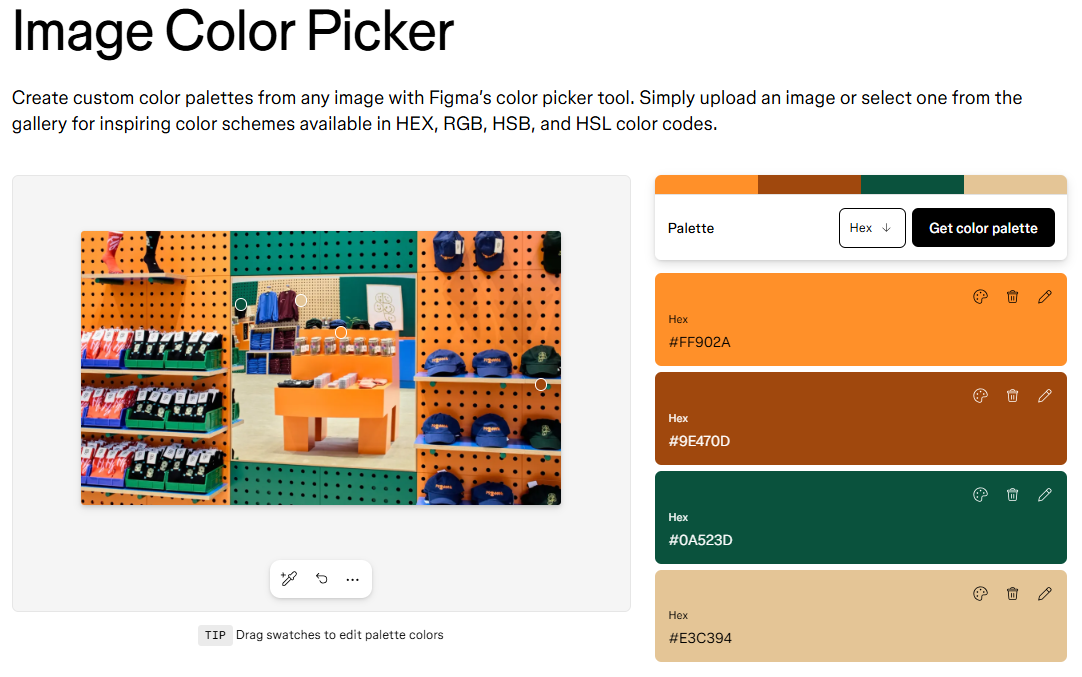 Image Color Picker
Create custom color palettes from any image with Figma’s color picker tool. Simply upload an image or select one from the
gallery for inspiring color schemes available in HEX, RGB, HSB, and HSL color codes.
Palette
Hex ↓
Get color palette
Hex
#FF902A
Hex
#9E470D
Hex
#0A523D
Hex
#E3C394
TIP Drag swatches to edit palette colors